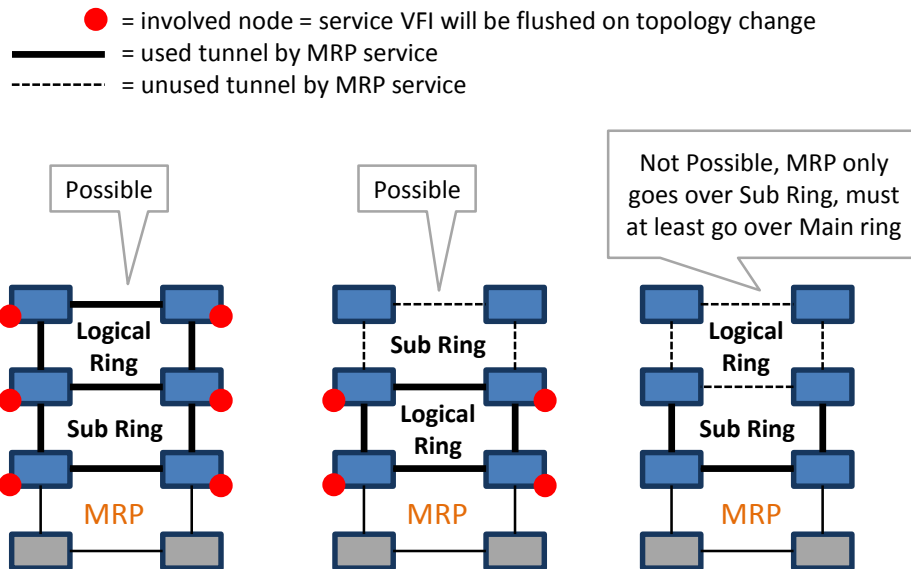 = involved node = service VFI will be flushed on topology change
= used tunnel by MRP service
= unused tunnel by MRP service
Possible
Possible
Not Possible, MRP only
goes over Sub Ring, must
at least go over Main ring
Logical
Ring
Sub Ring
MRP
Sub Ring
Logical
Ring
MRP
Logical
Ring
Sub Ring
MRP